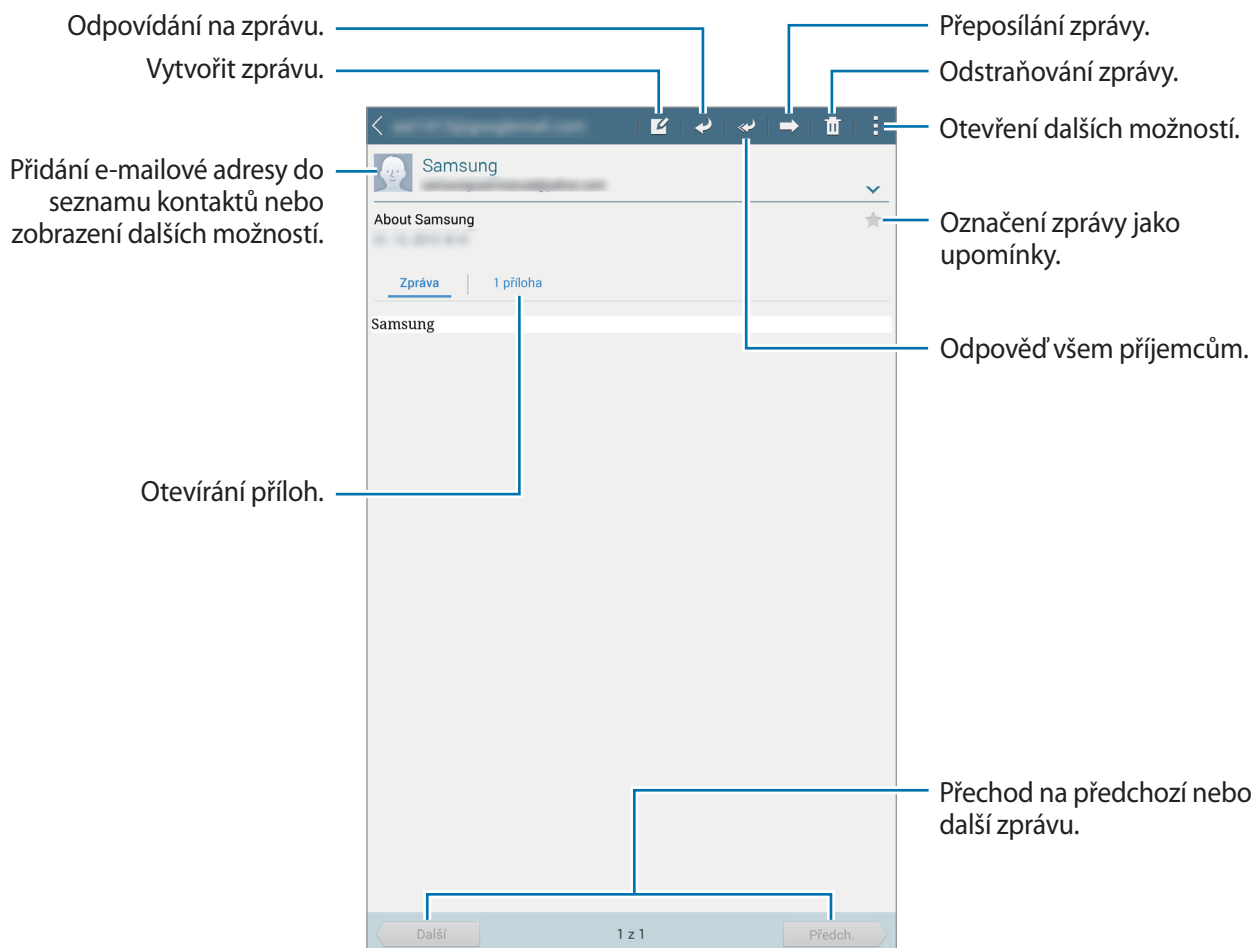 Odpovídání na zprávu.
Vytvořit zprávu.
Přidání e-mailové adresy do
seznamu kontaktů nebo
zobrazení dalších možností.
Otevírání příloh.
Samsung
About Samsung
Zpráva
1 příloha
Samsung
Další
1 z 1
Předch.
Přeposílání zprávy.
Odstraňování zprávy.
Otevření dalších možností.
Označení zprávy jako
upomínky.
Odpověď všem příjemcům.
Přechod na předchozí nebo
další zprávu.